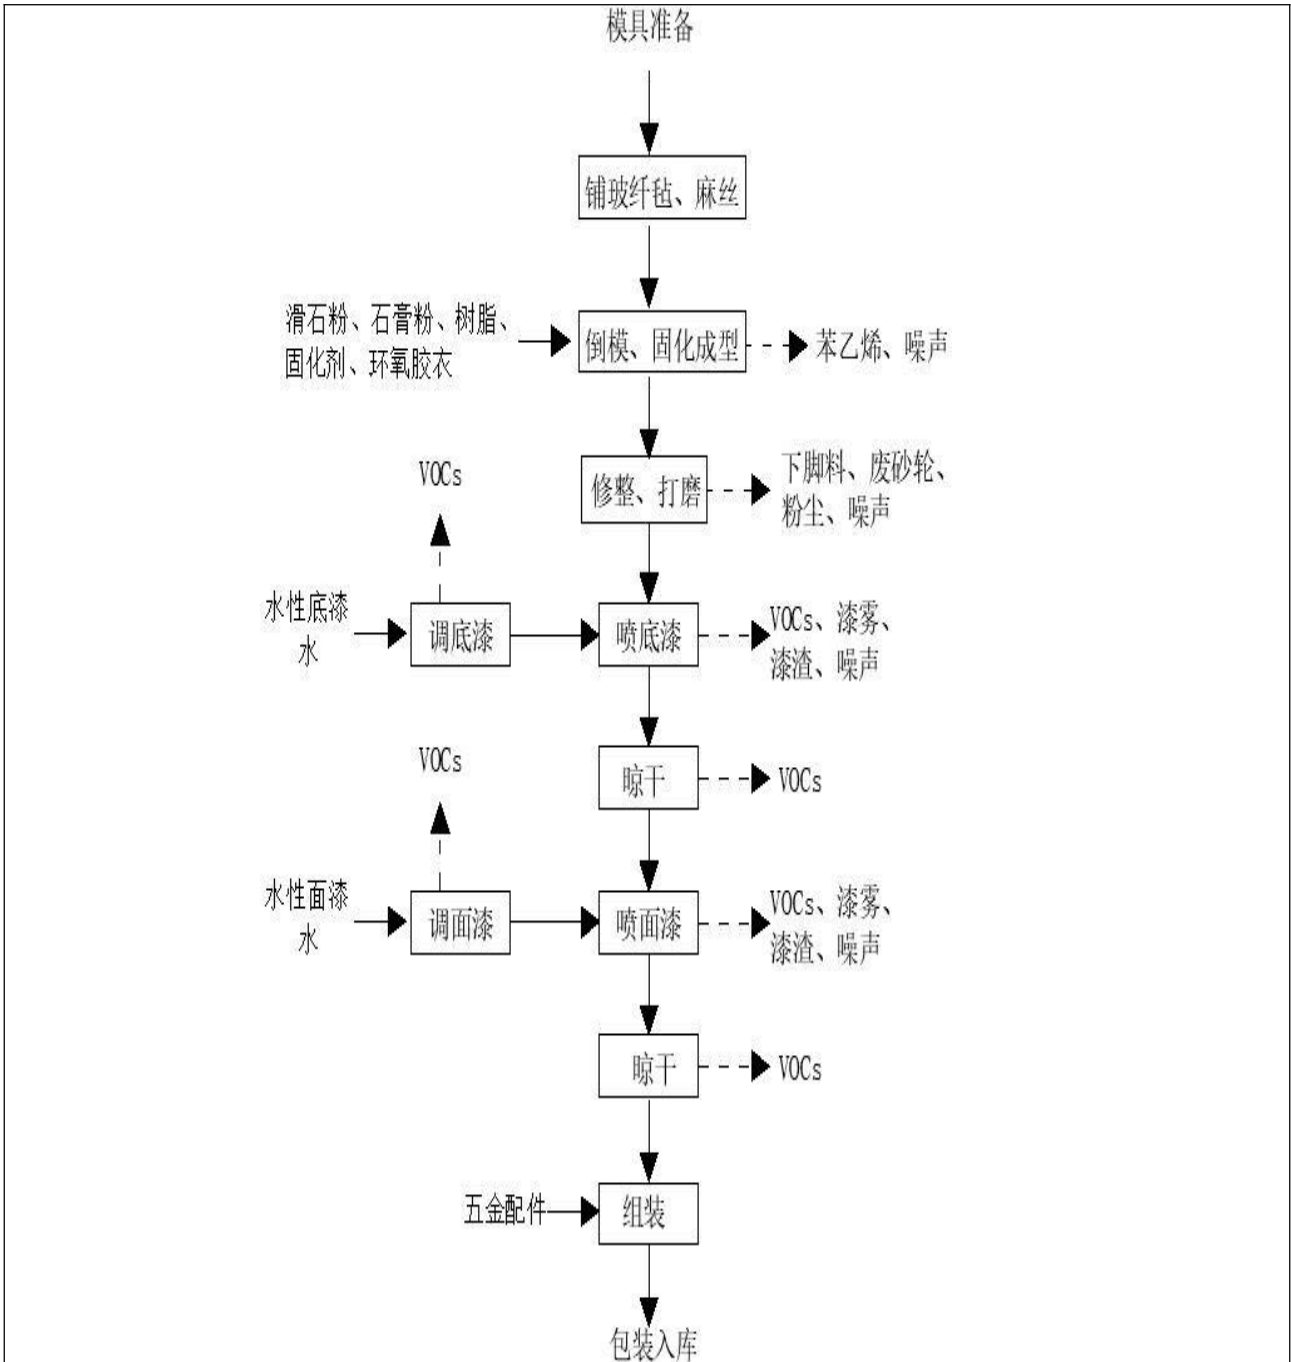 模具准备
铺玻纤毡、麻丝
滑石粉、石膏粉、树脂、
固化剂、环氧胶衣
倒模、固化成型
苯乙烯、噪声
修整、打磨
下脚料、废砂轮、
粉尘、噪声
VOCs
水性底漆
水
调底漆
喷底漆
VOCs、漆雾、
漆渣、噪声
晾干
VOCs
VOCs
水性面漆
水
调面漆
喷面漆
VOCs、漆雾、
漆渣、噪声
晾干
VOCs
五金配件
组装
包装入库